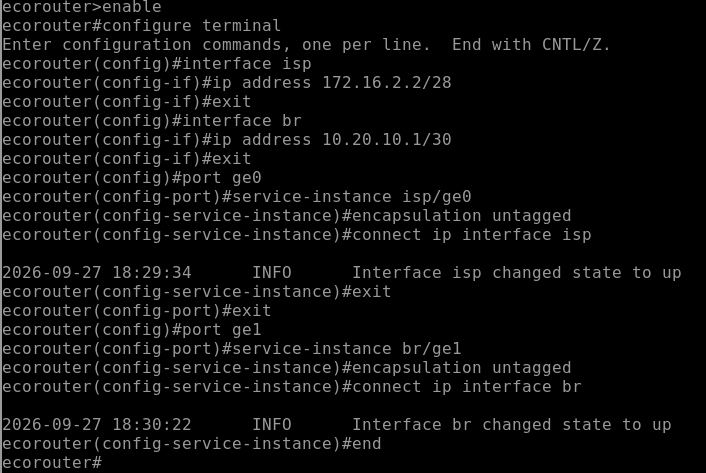 ecorouter>enable
ecorouter#configure terminal
Enter configuration commands, one per line.  End with CNTL/Z.
ecorouter(config)#interface isp
ecorouter(config-if)#ip address 172.16.2.2/28
ecorouter(config-if)#exit
ecorouter(config)#interface br
ecorouter(config-if)#ip address 10.20.10.1/30
ecorouter(config-if)#exit
ecorouter(config)#port ge0
ecorouter(config-port)#service-instance isp/ge0
ecorouter(config-service-instance)#encapsulation untagged
ecorouter(config-service-instance)#connect ip interface isp
2026-09-27 18:29:34      INFO      Interface isp changed state to up
ecorouter(config-service-instance)#exit
ecorouter(config-port)#exit
ecorouter(config)#port ge1
ecorouter(config-port)#service-instance br/ge1
ecorouter(config-service-instance)#encapsulation untagged
ecorouter(config-service-instance)#connect ip interface br
2026-09-27 18:30:22      INFO      Interface br changed state to up
ecorouter(config-service-instance)#end
ecorouter#